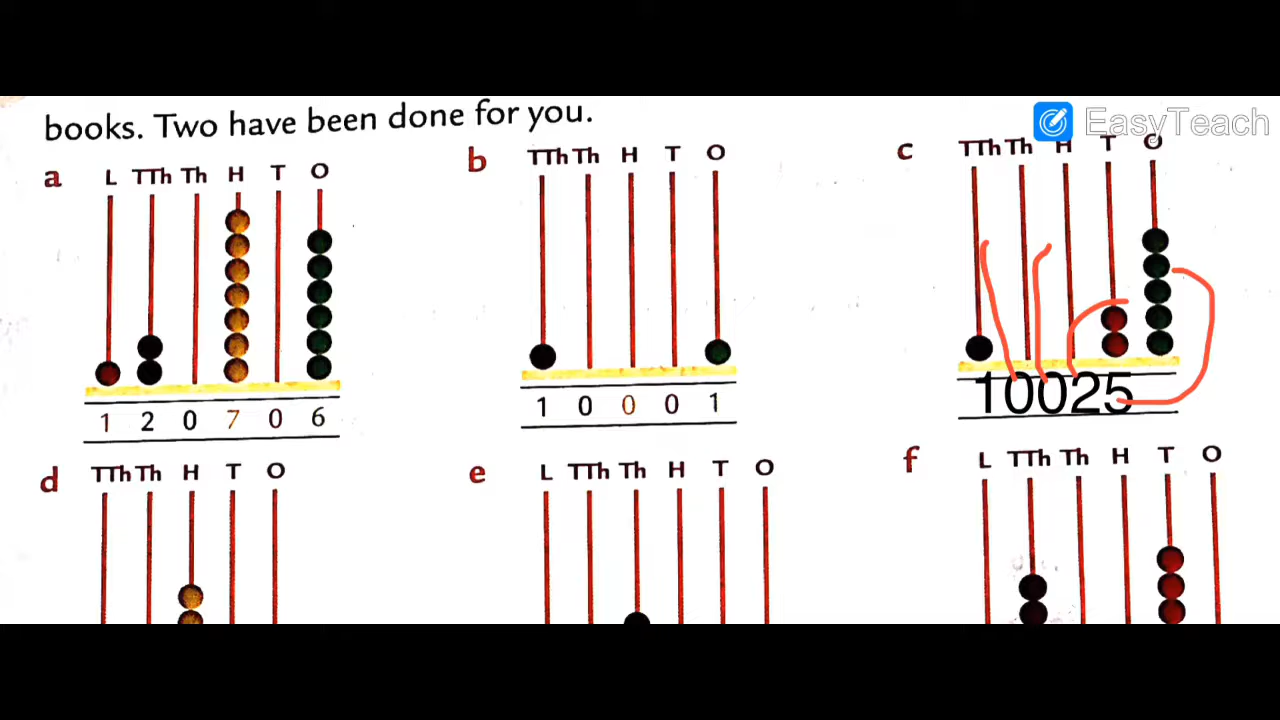 books. Two have been done for you.
EasyTeach
a L TTh Th H T O
b TTh Th H T O
c TTh Th H T O
1 2 0 7 0 6
1 0 0 0 1
10025
d TTh Th H T O
e L TTh Th H T O
f L TTh Th H T O